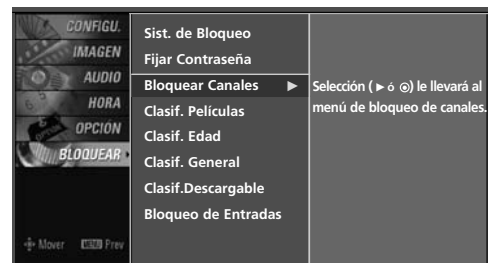 CONFIGU.
IMAGEN
AUDIO
HORA
OPCIÓN
BLOQUEAR
Mover MENU Prev
Sist. de Bloqueo
Fijar Contraseña
Bloquear Canales ►
Clasif. Películas
Clasif. Edad
Clasif. General
Clasif.Descargable
Bloqueo de Entradas
Selección ( ► ó ◉) le llevará al
menú de bloqueo de canales.